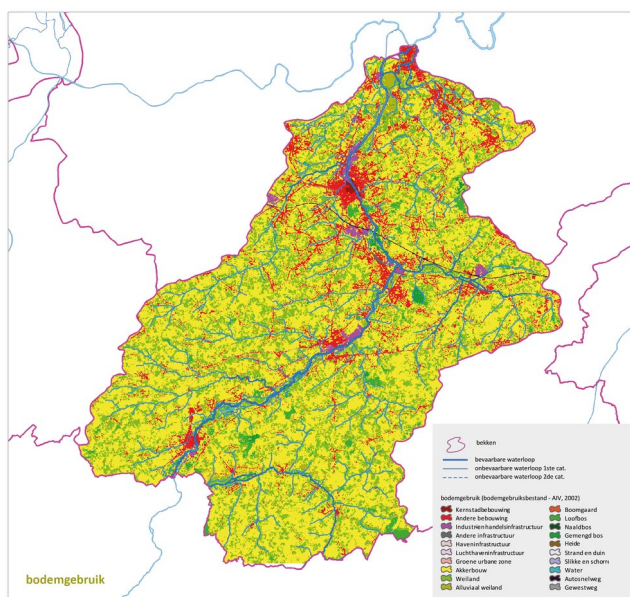 bekken
bevaarbare waterloop
onbevaarbare waterloop 1ste cat.
onbevaarbare waterloop 2de cat.
bodemgebruik (bodemgebruiksbestand - AIV, 2002)
Kernstadbebouwing
Andere bebouwing
Industrie en handelsinfrastructuur
Andere infrastructuur
Haveninfrastructuur
Luchthaveninfrastructuur
Groene urbane zone
Akkerbouw
Weiland
Alluviaal weiland
Boomgaard
Loofbos
Naaldbos
Gemengd bos
Heide
Strand en duin
Slikke en schorre
Water
Autosnelweg
Gewestweg
bodemgebruik